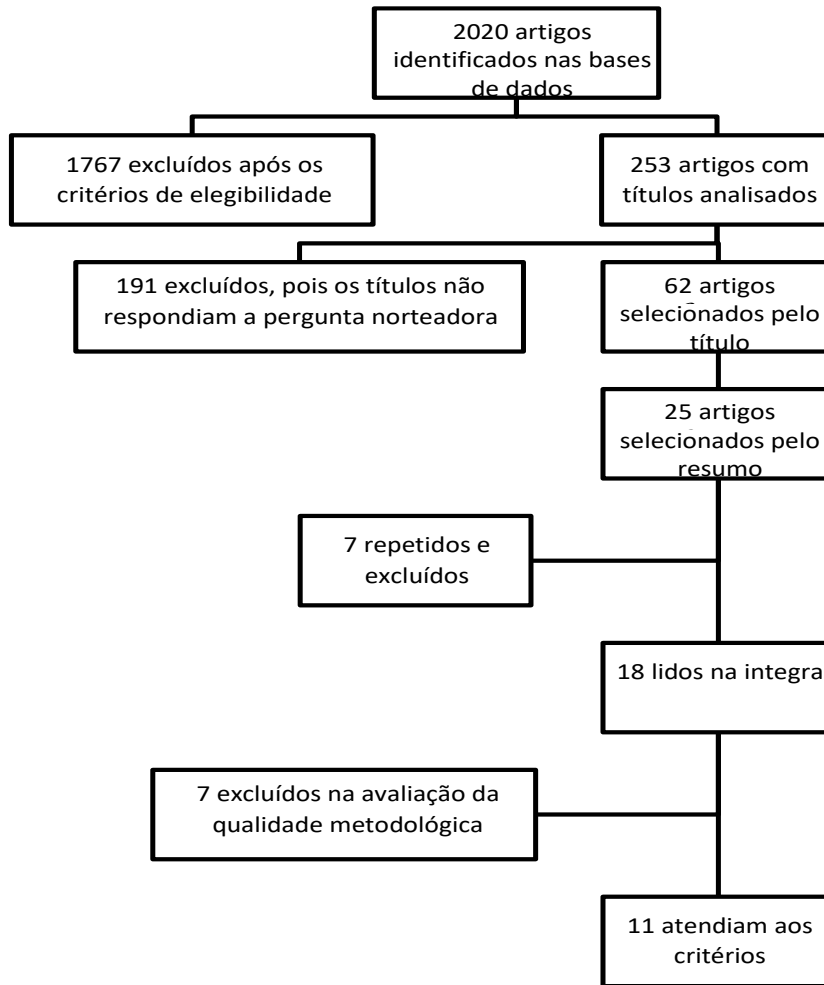 2020 artigos
identificados nas bases
de dados
1767 excluídos após os
critérios de elegibilidade
253 artigos com
títulos analisados
191 excluídos, pois os títulos não
respondiam a pergunta norteadora
62 artigos
selecionados pelo
título
25 artigos
selecionados pelo
resumo
7 repetidos e
excluídos
18 lidos na integra
7 excluídos na avaliação da
qualidade metodológica
11 atendiam aos
critérios